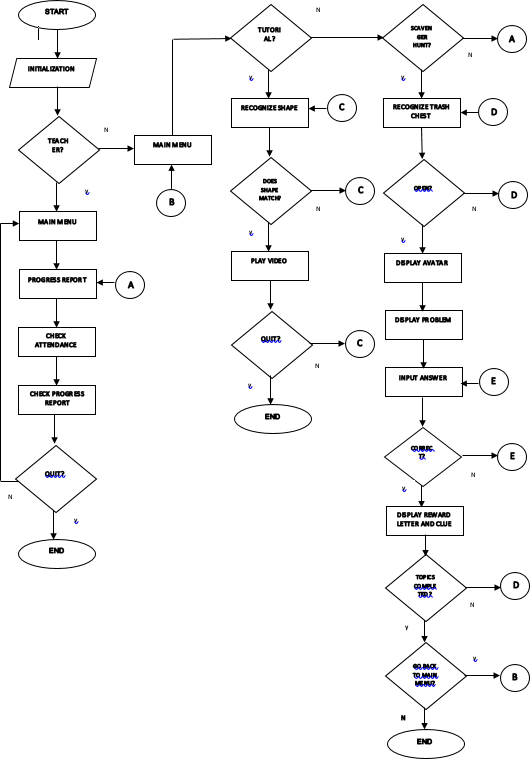 START
INITIALIZATION
TEACH
ER?
N
Y
MAIN MENU
B
MAIN MENU
PROGRESS REPORT
A
CHECK
ATTENDANCE
CHECK PROGRESS
REPORT
QUIT?
N
Y
END
TUTORI
AL?
N
Y
RECOGNIZE SHAPE
C
DOES
SHAPE
MATCH?
C
N
Y
PLAY VIDEO
QUIT?
C
N
Y
END
SCAVEN
GER
HUNT?
A
N
Y
RECOGNIZE TRASH
CHEST
D
OPEN?
D
N
Y
DISPLAY AVATAR
DISPLAY PROBLEM
INPUT ANSWER
E
CORREC
T?
E
N
Y
DISPLAY REWARD
LETTER AND CLUE
TOPICS
COMPLE
TED?
D
N
Y
GO BACK
TO MAIN
MENU?
Y
B
N
END